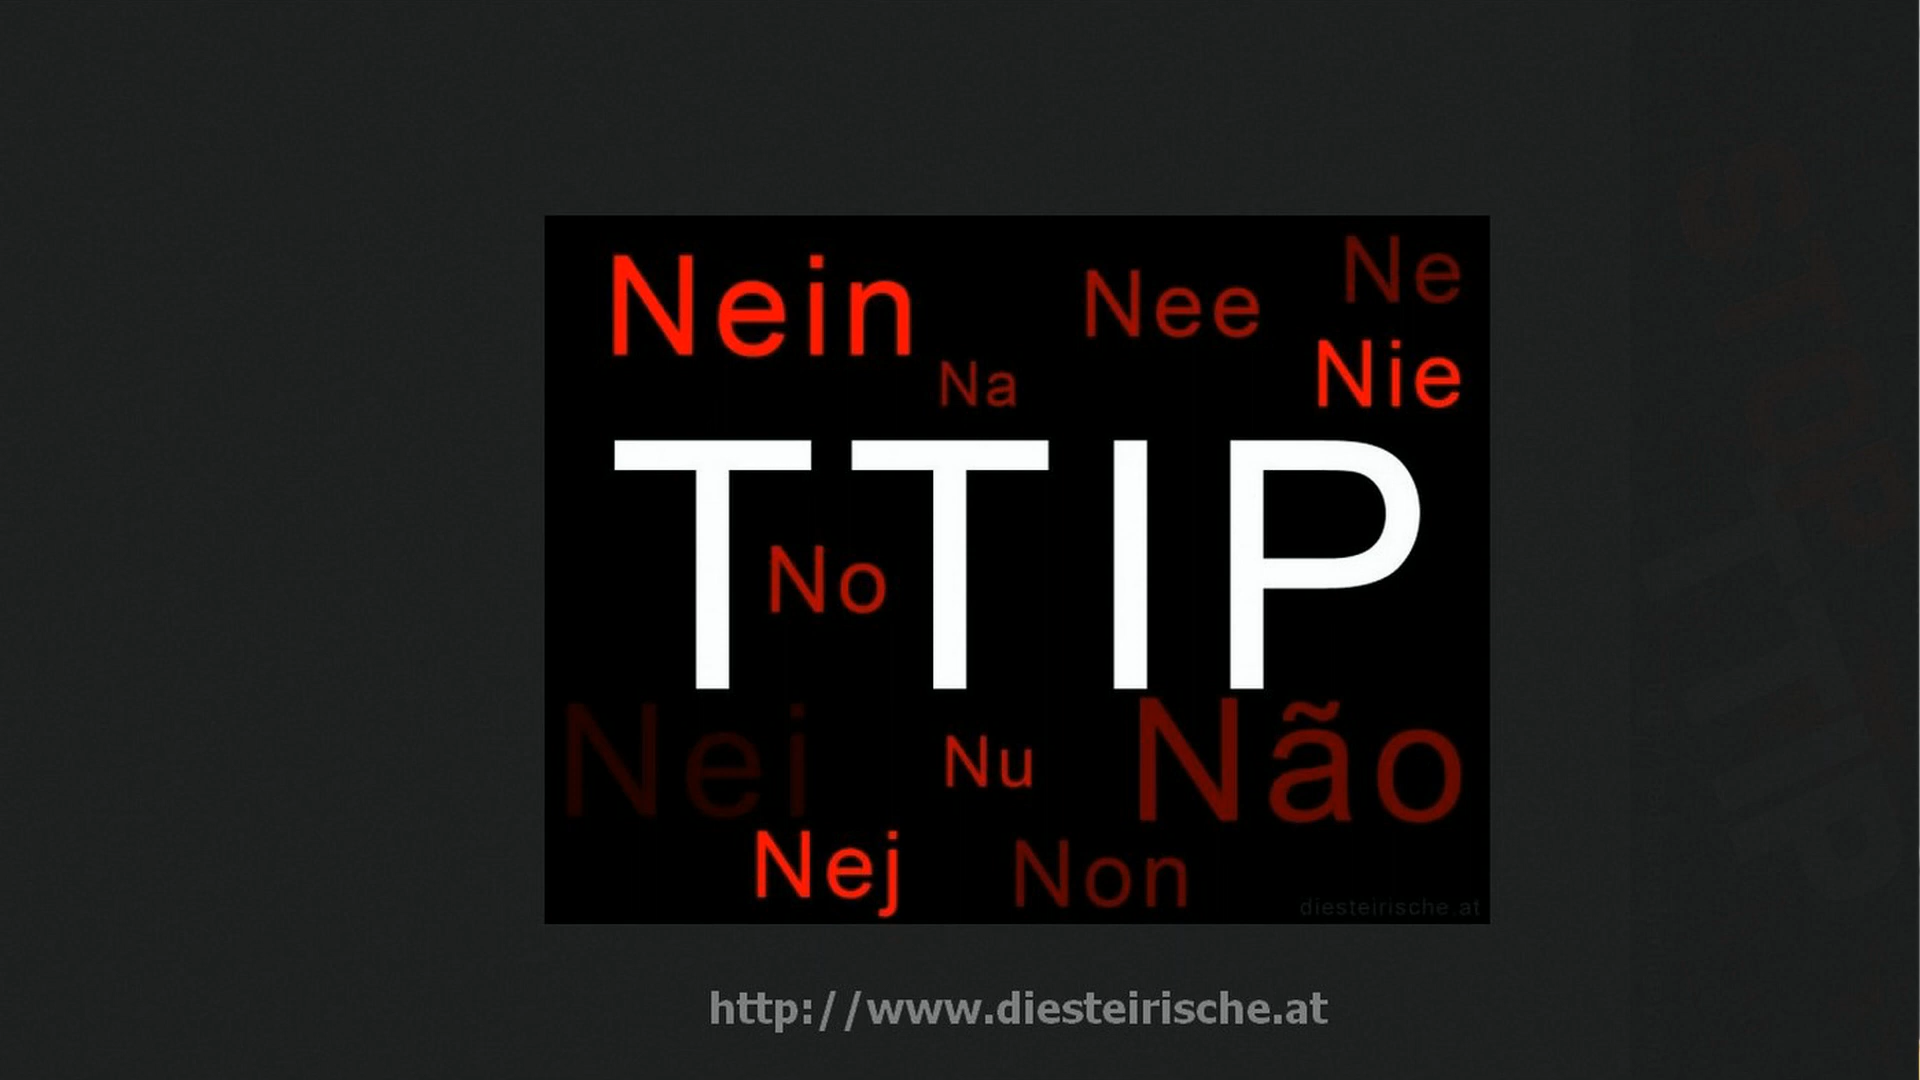 Nein
Nee
Ne
Na
Nie
TTIP
No
Nei
Nu
Não
Nej
Non
diesteirische.at
http://www.diesteirische.at